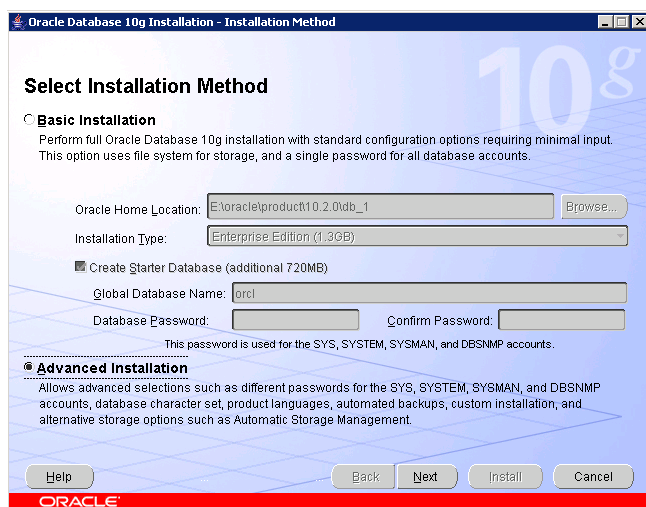 Oracle Database 10g Installation - Installation Method
10g
Select Installation Method
Basic Installation
Perform full Oracle Database 10g installation with standard configuration options requiring minimal input.
This option uses file system for storage, and a single password for all database accounts.
Oracle Home Location: E:\oracle\product\10.2.0\db_1 Browse...
Installation Type: Enterprise Edition (1.3GB)
Create Starter Database (additional 720MB)
Global Database Name: orcl
Database Password: Confirm Password:
This password is used for the SYS, SYSTEM, SYSMAN, and DBSNMP accounts.
Advanced Installation
Allows advanced selections such as different passwords for the SYS, SYSTEM, SYSMAN, and DBSNMP
accounts, database character set, product languages, automated backups, custom installation, and
alternative storage options such as Automatic Storage Management.
Help Back Next Install Cancel
ORACLE